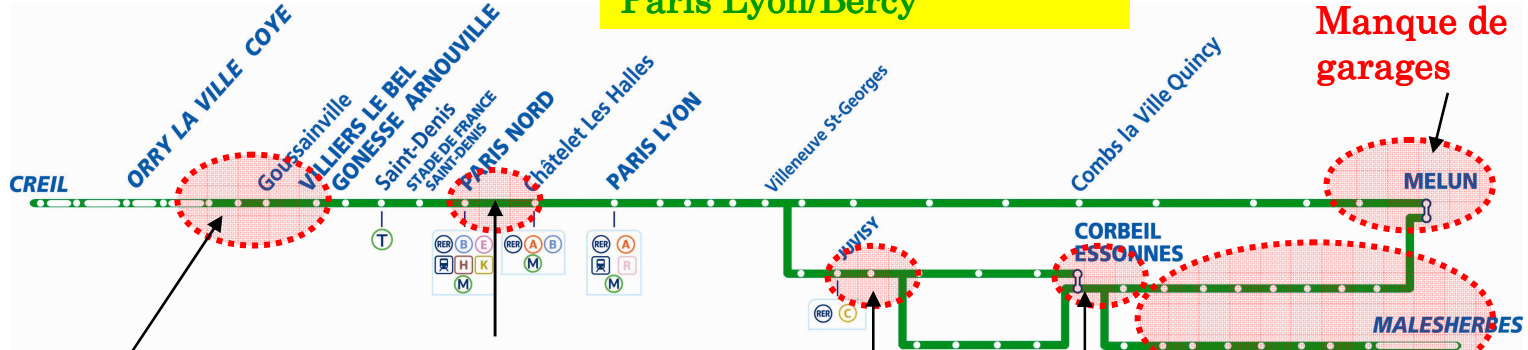 Paris Lyon/Bercy
Manque de
garages
CREIL
ORRY LA VILLE COYE
Goussainville
VILLIERS LE BEL
GONESSE ARNOUVILLE
Saint-Denis
STADE DE FRANCE
SAINT-DENIS
PARIS NORD
Châtelet Les Halles
PARIS LYON
Villeneuve St-Georges
Combs la Ville Quincy
MELUN
T
RER B E
H K
M
RER A B
M
RER A
R
M
JUVISY
RER C
CORBEIL
ESSONNES
MALESHERBES